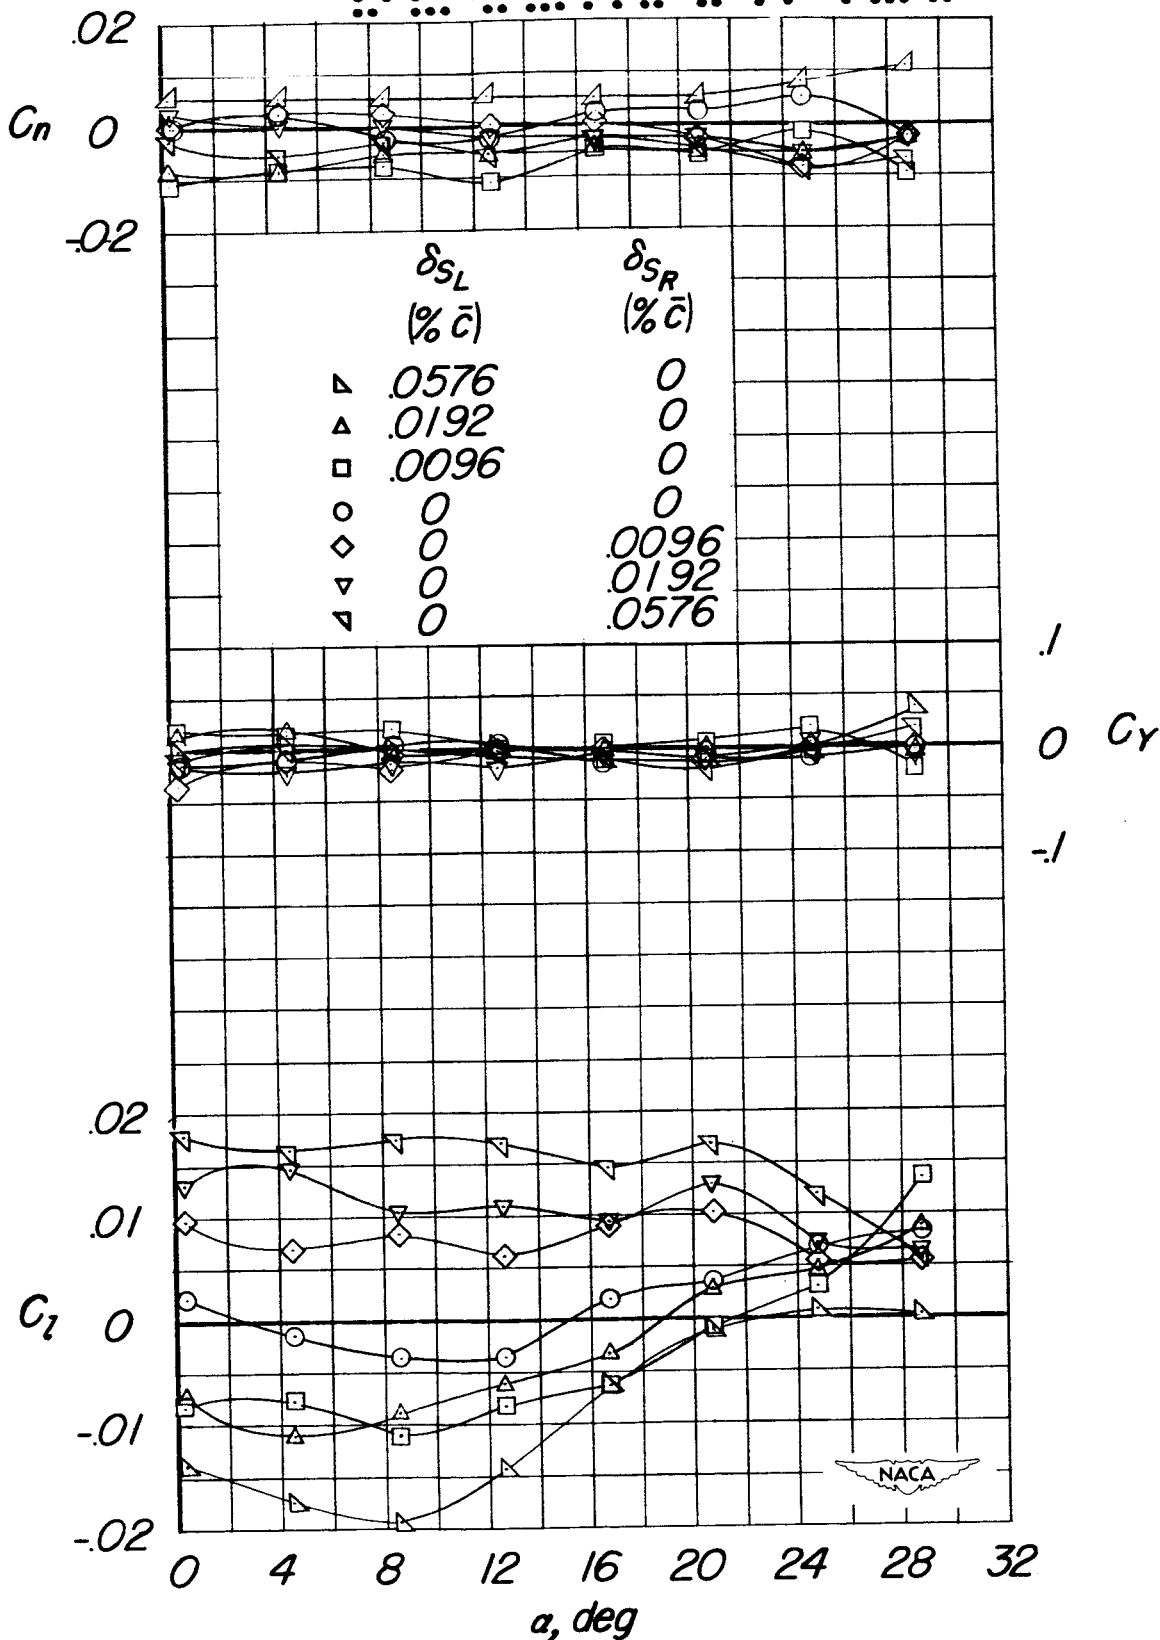 .02
Cn 0
-.02
δSL δSR
(% c̄) (% c̄)
.0576 0
.0192 0
.0096 0
0 0
0 .0096
0 .0192
0 .0576
.1
0 CY
-.1
.02
.01
Cl 0
-.01
-.02
NACA
0 4 8 12 16 20 24 28 32
α, deg